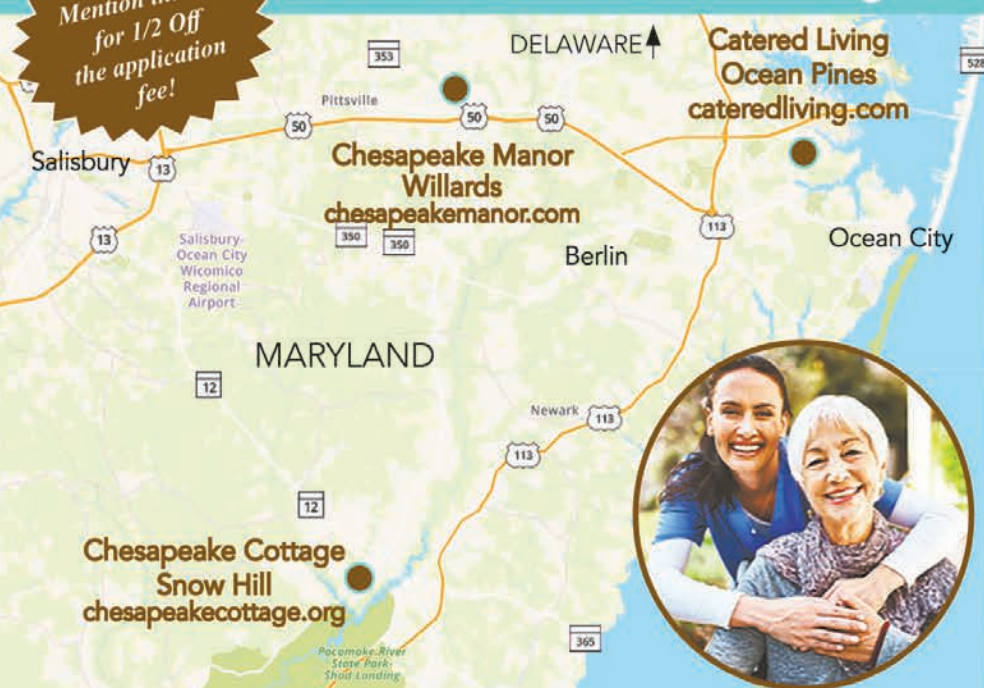 Mention
for 1/2 Off
the application
fee!
353
DELAWARE
Catered Living
Ocean Pines
cateredliving.com
528
Pittsville
50
50
50
Salisbury
13
Chesapeake Manor
Willards
chesapeakemanor.com
13
350
350
113
Salisbury-
Ocean City
Wicomico
Regional
Airport
Berlin
Ocean City
MARYLAND
12
Newark
113
113
12
Chesapeake Cottage
Snow Hill
chesapeakecottage.org
365
Pocomoke River
State Park-
Shad Landing